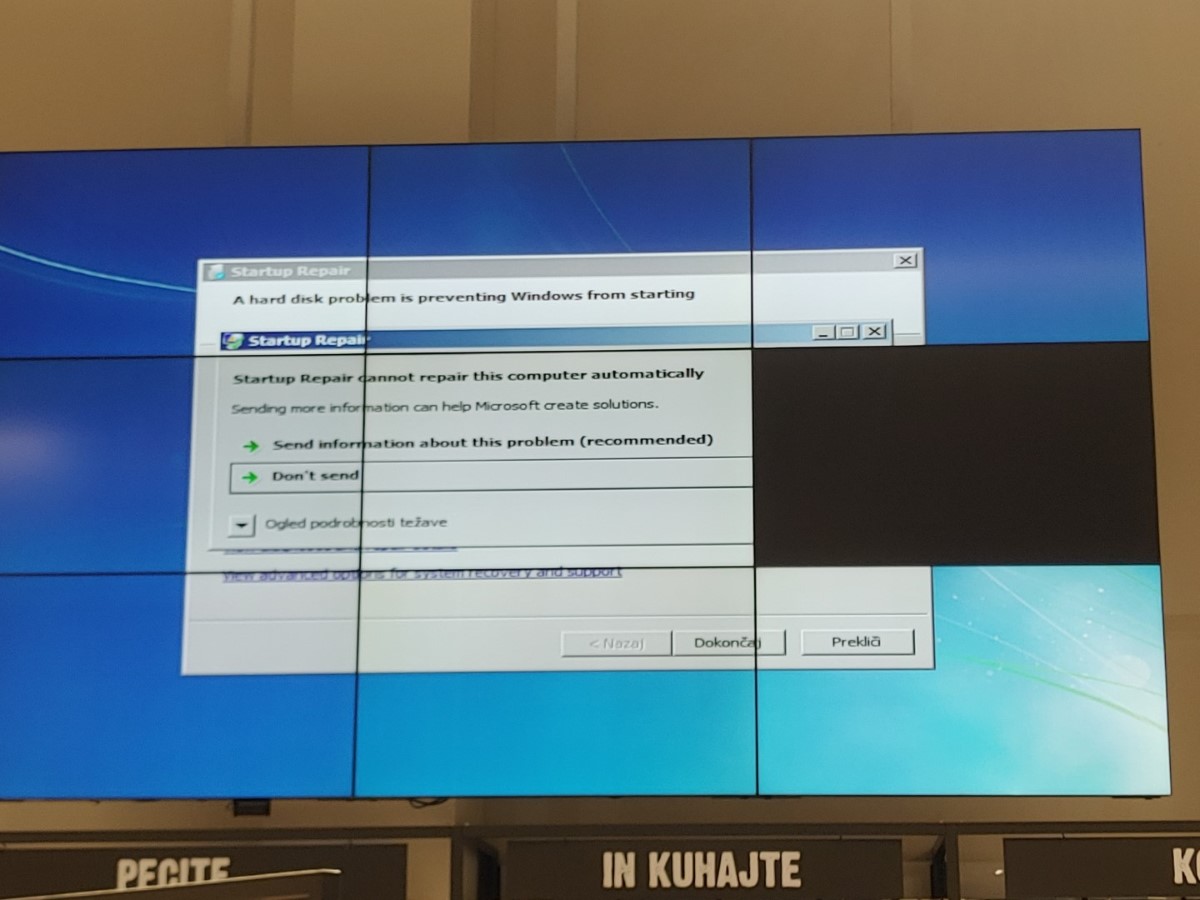 Startup Repair
A hard disk problem is preventing Windows from starting
Startup Repair
Startup Repair cannot repair this computer automatically
Sending more information can help Microsoft create solutions.
Send information about this problem (recommended)
Don't send
Ogled podrobnosti težave
View advanced options for system recovery and support
< Nazaj
Dokončaj
Prekliči
PECITE
IN KUHAJTE